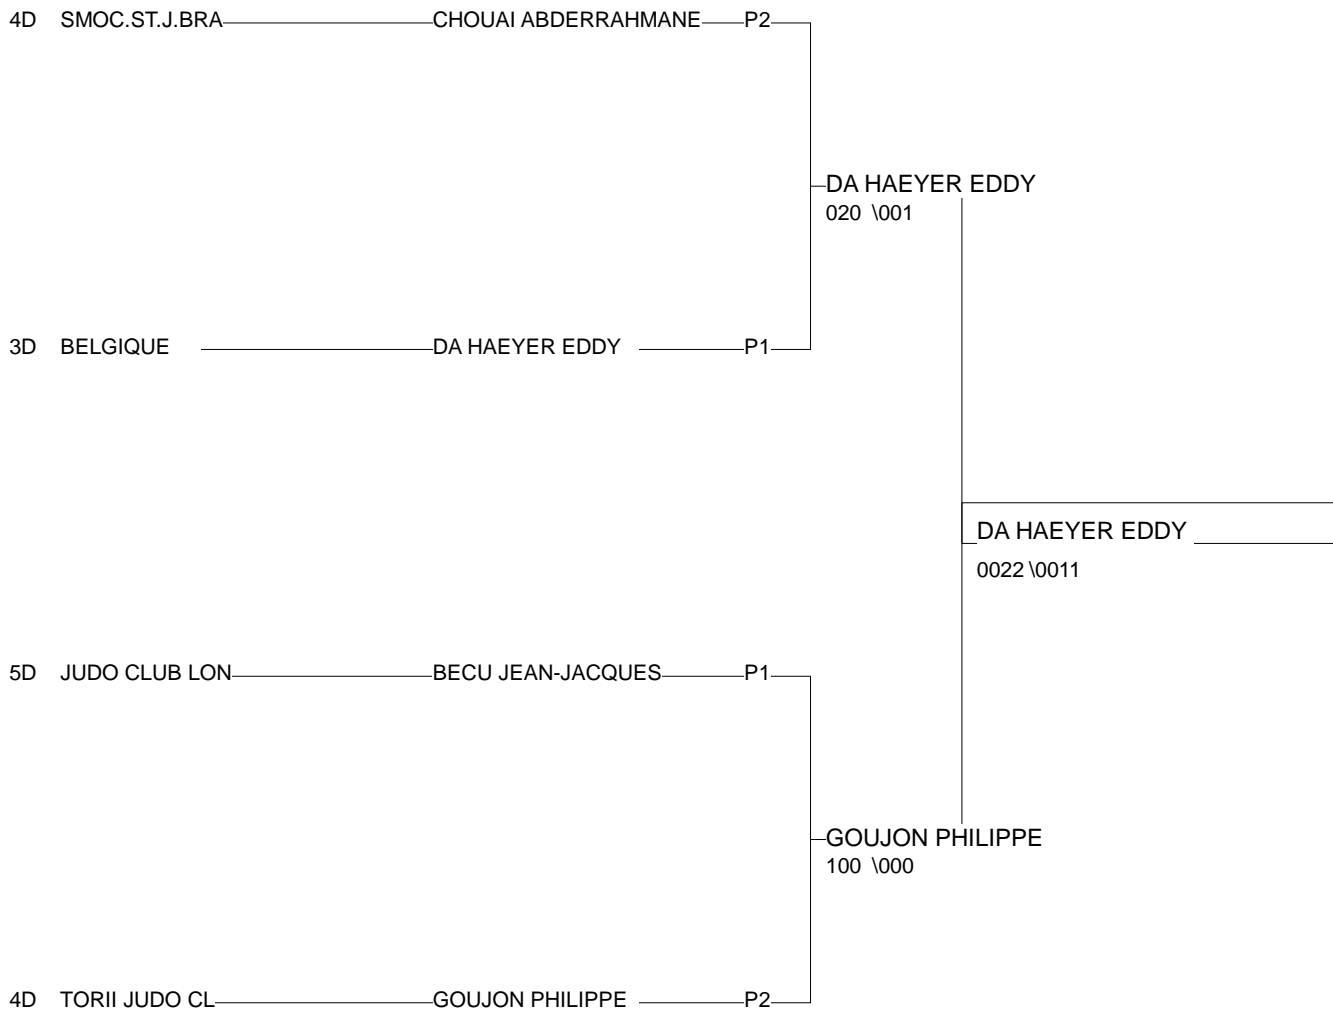 4D SMOC.ST.J.BRA CHOUAI ABDERRAHMANE P2
DA HAEYER EDDY
020 \001
3D BELGIQUE DA HAEYER EDDY P1
DA HAEYER EDDY
0022 \0011
5D JUDO CLUB LON BECU JEAN-JACQUES P1
GOUJON PHILIPPE
100 \000
4D TORII JUDO CL GOUJON PHILIPPE P2